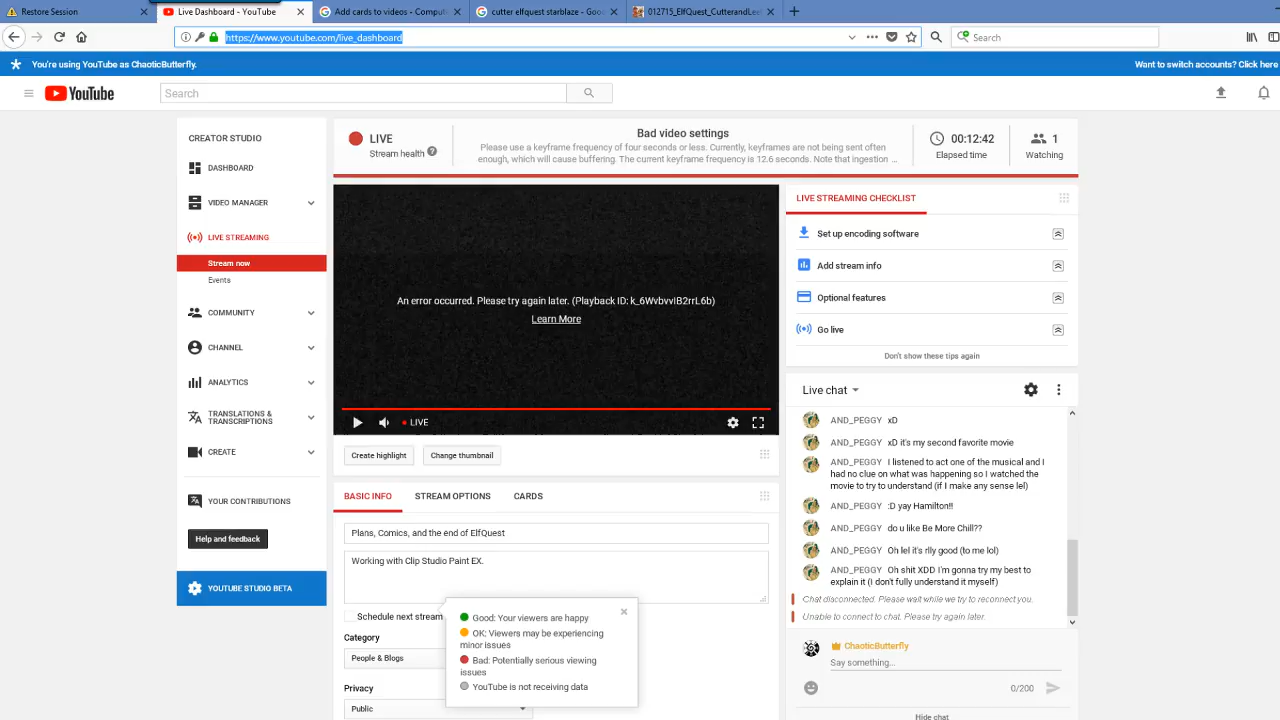 Restore Session
Live Dashboard - YouTube
Add cards to videos - Compute
cutter elfquest starblaze - Goo
012715_ElfQuest_CutterandLee
https://www.youtube.com/live_dashboard
Search
You're using YouTube as ChaoticButterfly.
Want to switch accounts? Click here
YouTube
Search
CREATOR STUDIO
DASHBOARD
VIDEO MANAGER
LIVE STREAMING
Stream now
Events
COMMUNITY
CHANNEL
ANALYTICS
TRANSLATIONS &
TRANSCRIPTIONS
CREATE
YOUR CONTRIBUTIONS
Help and feedback
YOUTUBE STUDIO BETA
LIVE
Stream health
Bad video settings
Please use a keyframe frequency of four seconds or less. Currently, keyframes are not being sent often
enough, which will cause buffering. The current keyframe frequency is 12.6 seconds. Note that ingestion ...
00:12:42
Elapsed time
1
Watching
An error occurred. Please try again later. (Playback ID: k_6WvbvvIB2rrL6b)
Learn More
LIVE
Create highlight
Change thumbnail
BASIC INFO
STREAM OPTIONS
CARDS
Plans, Comics, and the end of ElfQuest
Working with Clip Studio Paint EX.
Schedule next stream
Category
People & Blogs
Privacy
Public
Good: Your viewers are happy
OK: Viewers may be experiencing
minor issues
Bad: Potentially serious viewing
issues
YouTube is not receiving data
LIVE STREAMING CHECKLIST
Set up encoding software
Add stream info
Optional features
Go live
Don't show these tips again
Live chat
AND_PEGGY xD
AND_PEGGY xD it's my second favorite movie
AND_PEGGY I listened to act one of the musical and I
had no clue on what was happening so I watched the
movie to try to understand (if I make any sense lel)
AND_PEGGY :D yay Hamilton!!
AND_PEGGY do u like Be More Chill??
AND_PEGGY Oh lel it's rlly good (to me lol)
AND_PEGGY Oh shit XDD I'm gonna try my best to
explain it (I don't fully understand it myself)
Chat disconnected. Please wait while we try to reconnect you.
Unable to connect to chat. Please try again later.
ChaoticButterfly
Say something...
0/200
Hide chat